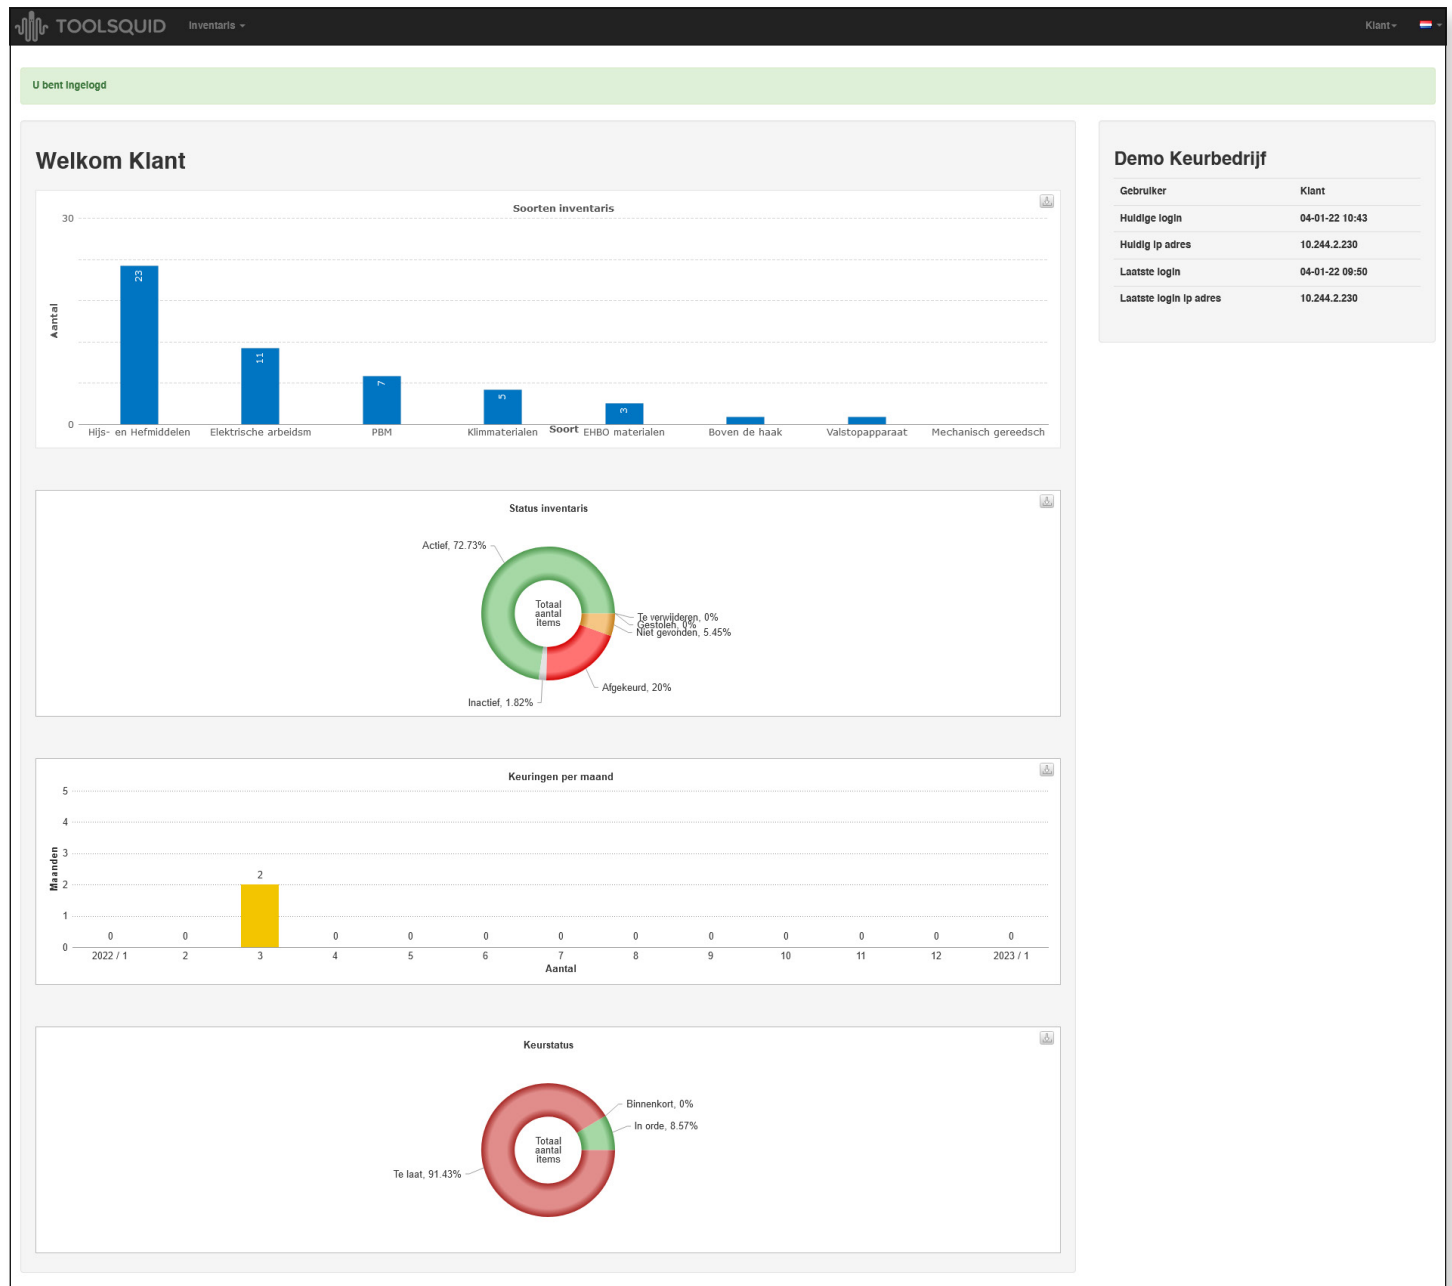 TOOLSQUID Inventaris Klant
U bent ingelogd
Welkom Klant
Soorten inventaris
30
Aantal
23
11
7
5
3
0
Hijs- en Hefmiddelen Elektrische arbeidsm PBM Klimmaterialen EHBO materialen Boven de haak Valstopapparaat Mechanisch gereedsch
Soort
Status inventaris
Actief, 72.73%
Totaal
aantal
items
Te verwijderen, 0%
Gestolen, 0%
Niet gevonden, 5.45%
Afgekeurd, 20%
Inactief, 1.82%
Keuringen per maand
5
4
3
2
1
0
Maanden
0 0 2 0 0 0 0 0 0 0 0 0 0
2022 / 1 2 3 4 5 6 7 8 9 10 11 12 2023 / 1
Aantal
Keurstatus
Binnenkort, 0%
In orde, 8.57%
Totaal
aantal
items
Te laat, 91.43%
Demo Keurbedrijf
Gebruiker Klant
Huidige login 04-01-22 10:43
Huidig ip adres 10.244.2.230
Laatste login 04-01-22 09:50
Laatste login ip adres 10.244.2.230